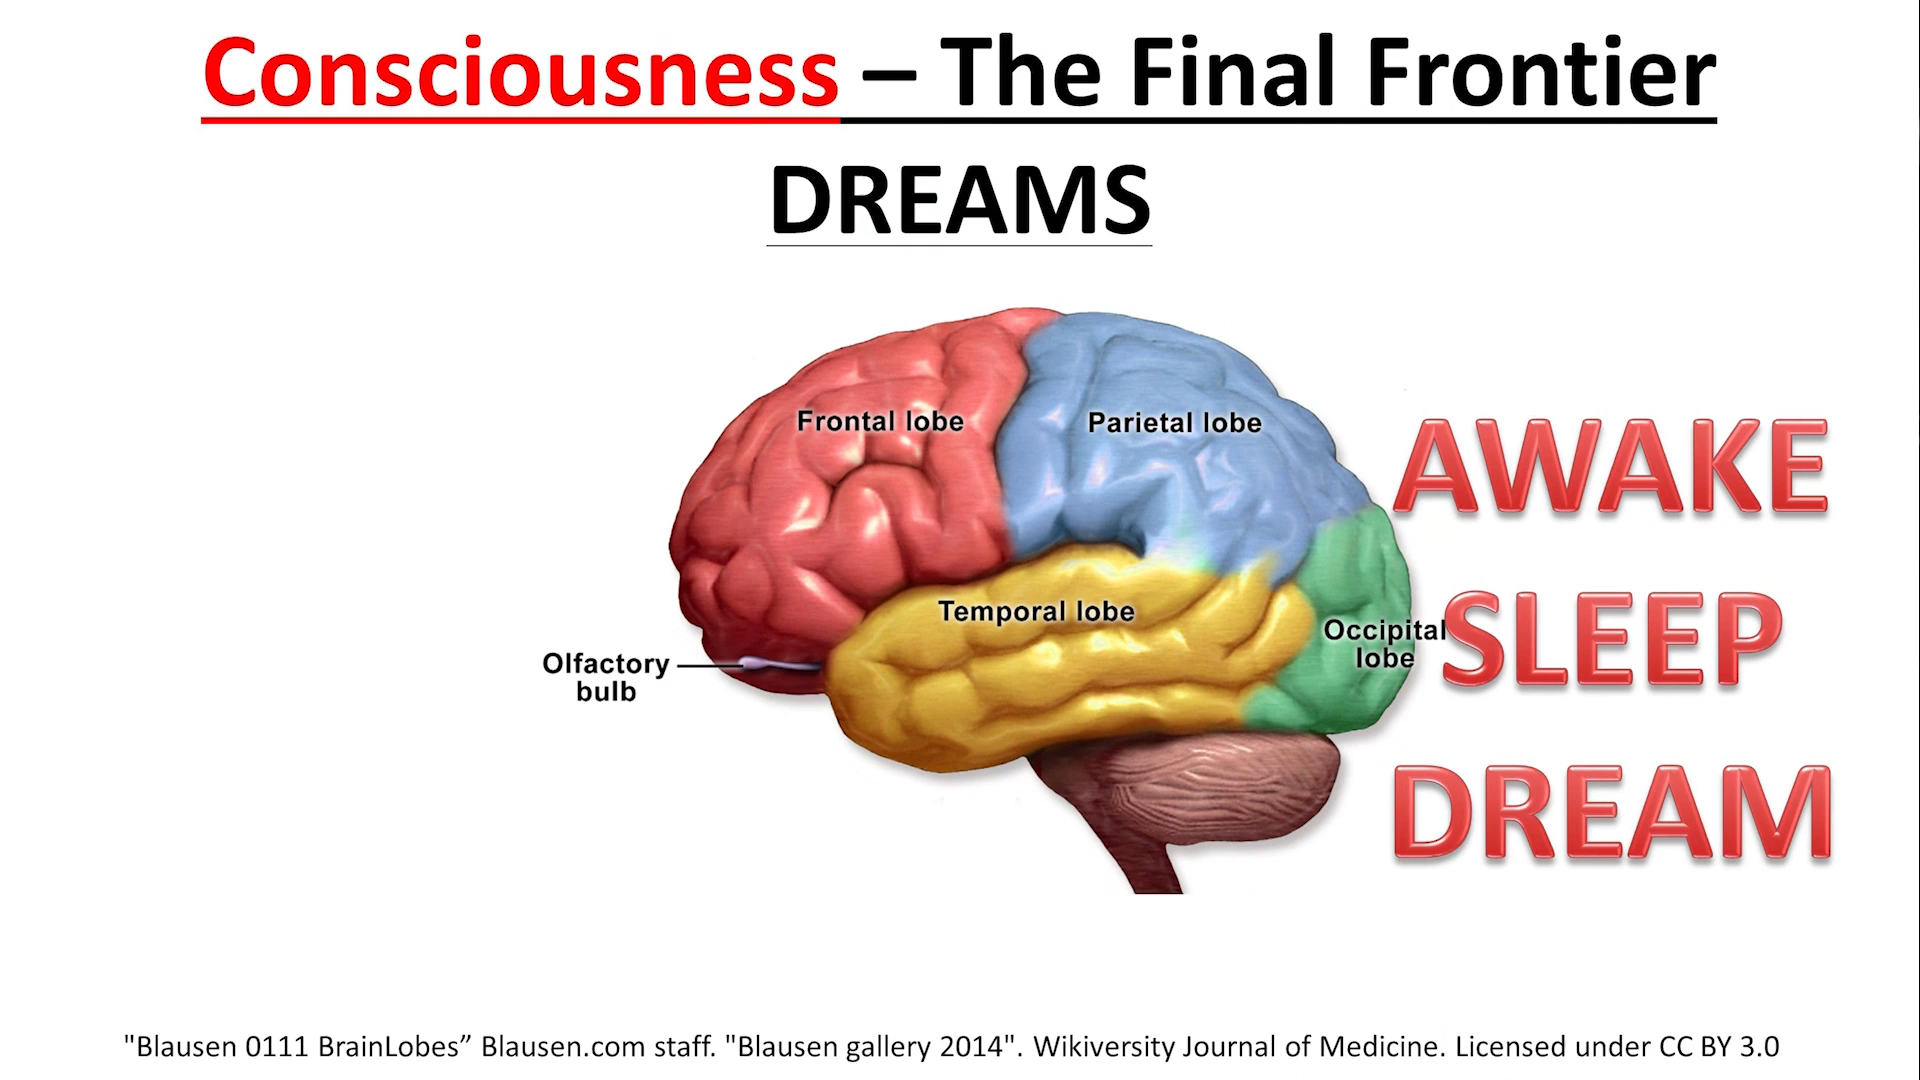 Consciousness – The Final Frontier
DREAMS
Frontal lobe
Parietal lobe
AWAKE
Temporal lobe
Occipital
lobe
SLEEP
Olfactory
bulb
DREAM
"Blausen 0111 BrainLobes” Blausen.com staff. "Blausen gallery 2014". Wikiversity Journal of Medicine. Licensed under CC BY 3.0